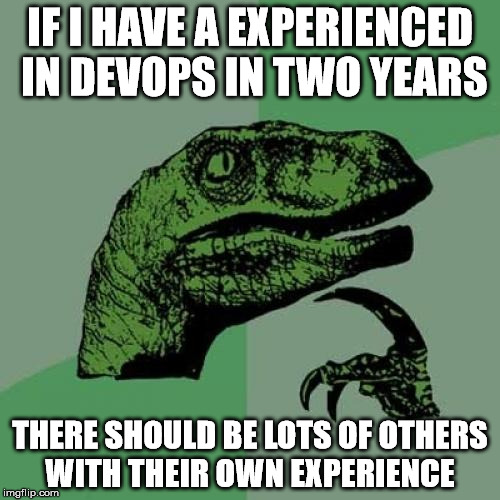 IF I HAVE A EXPERIENCED
IN DEVOPS IN TWO YEARS
THERE SHOULD BE LOTS OF OTHERS
WITH THEIR OWN EXPERIENCE
imgflip.com